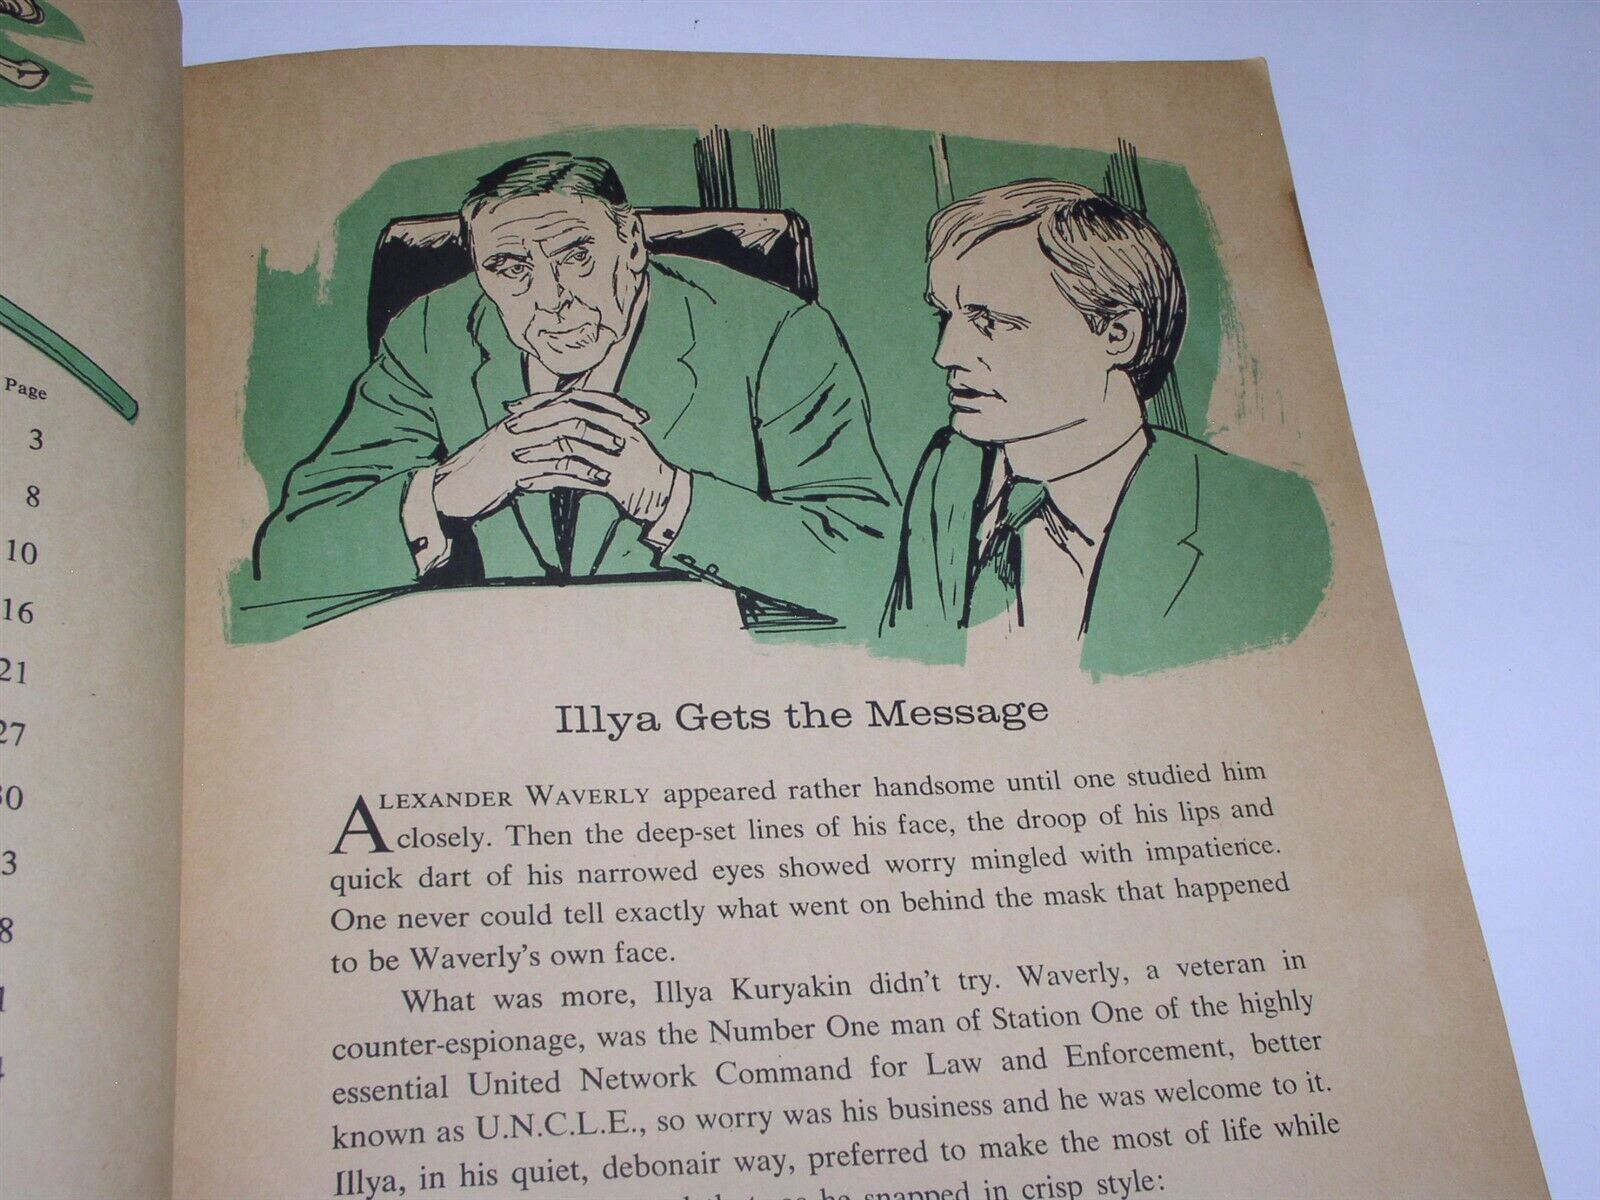 Page
3
8
10
16
21
27
30
3
8
1
4
Illya Gets the Message
ALEXANDER WAVERLY appeared rather handsome until one studied him
closely. Then the deep-set lines of his face, the droop of his lips and
quick dart of his narrowed eyes showed worry mingled with impatience.
One never could tell exactly what went on behind the mask that happened
to be Waverly's own face.
What was more, Illya Kuryakin didn't try. Waverly, a veteran in
counter-espionage, was the Number One man of Station One of the highly
essential United Network Command for Law and Enforcement, better
known as U.N.C.L.E., so worry was his business and he was welcome to it.
Illya, in his quiet, debonair way, preferred to make the most of life while
he snapped in crisp style: